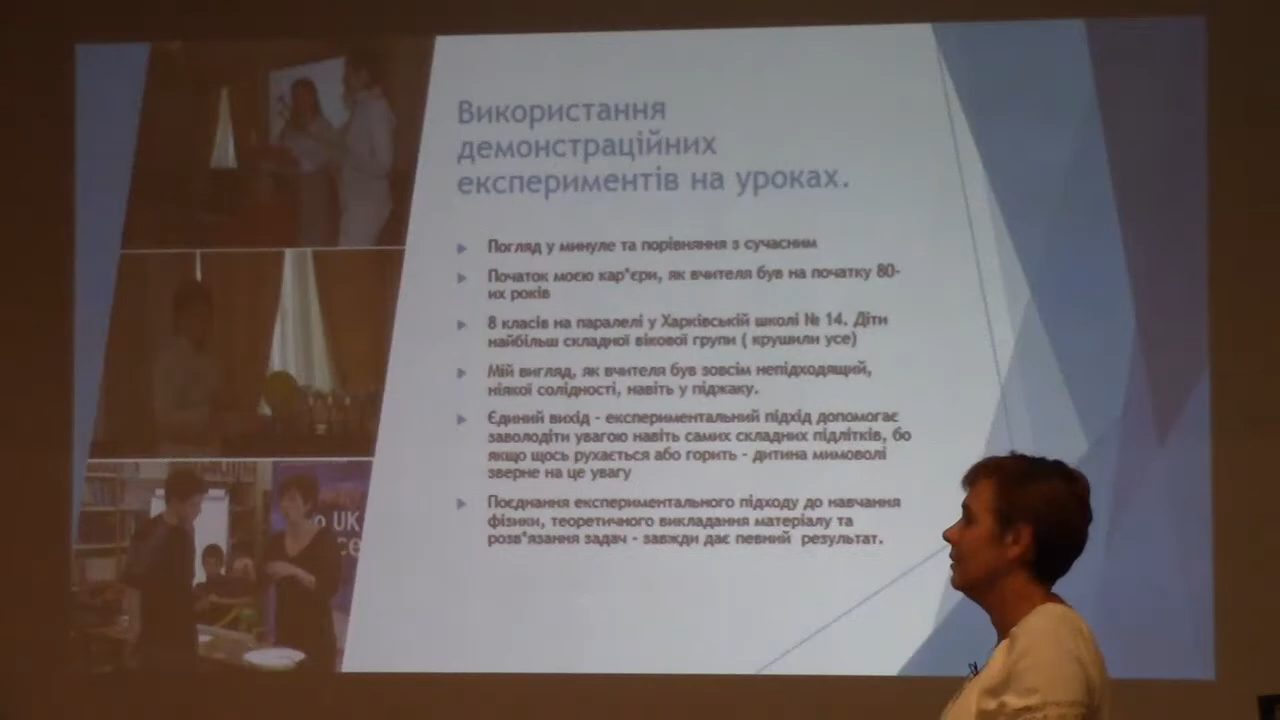 Використання
демонстраційних
експериментів на уроках.
Погляд у минуле та порівняння з сучасним
Початок моєю кар'єри, як вчителя був на початку 80-
их років
8 класів на паралелі у Харківській школі № 14. Діти
найбільш складної вікової групи ( крушили усе)
Мій вигляд, як вчителя був зовсім непідходящий,
ніякої солідності, навіть у піджаку.
Єдиний вихід - експериментальний підхід допомогає
заволодіти увагою навіть самих складних підлітків, бо
якщо щось рухається або горить - дитина мимоволі
зверне на це увагу
Поєднання експериментального підходу до навчання
фізики, теоретичного викладання матеріалу та
розв'язання задач - завжди дає певний результат.
UK